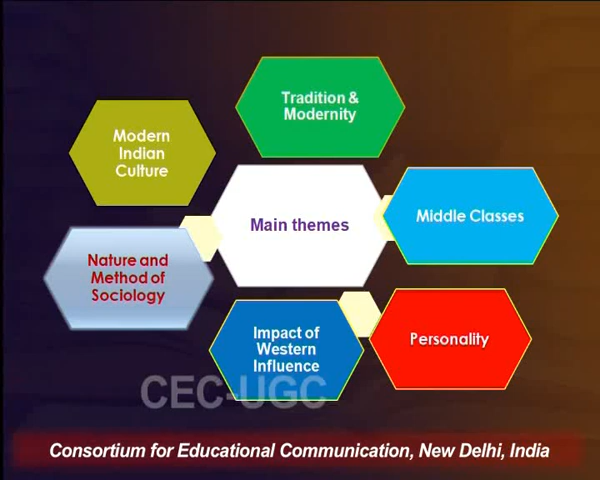 Tradition &
Modernity
Modern
Indian
Culture
Main themes
Middle Classes
Nature and
Method of
Sociology
Impact of
Western
Influence
Personality
CEC-UGC
Consortium for Educational Communication, New Delhi, India